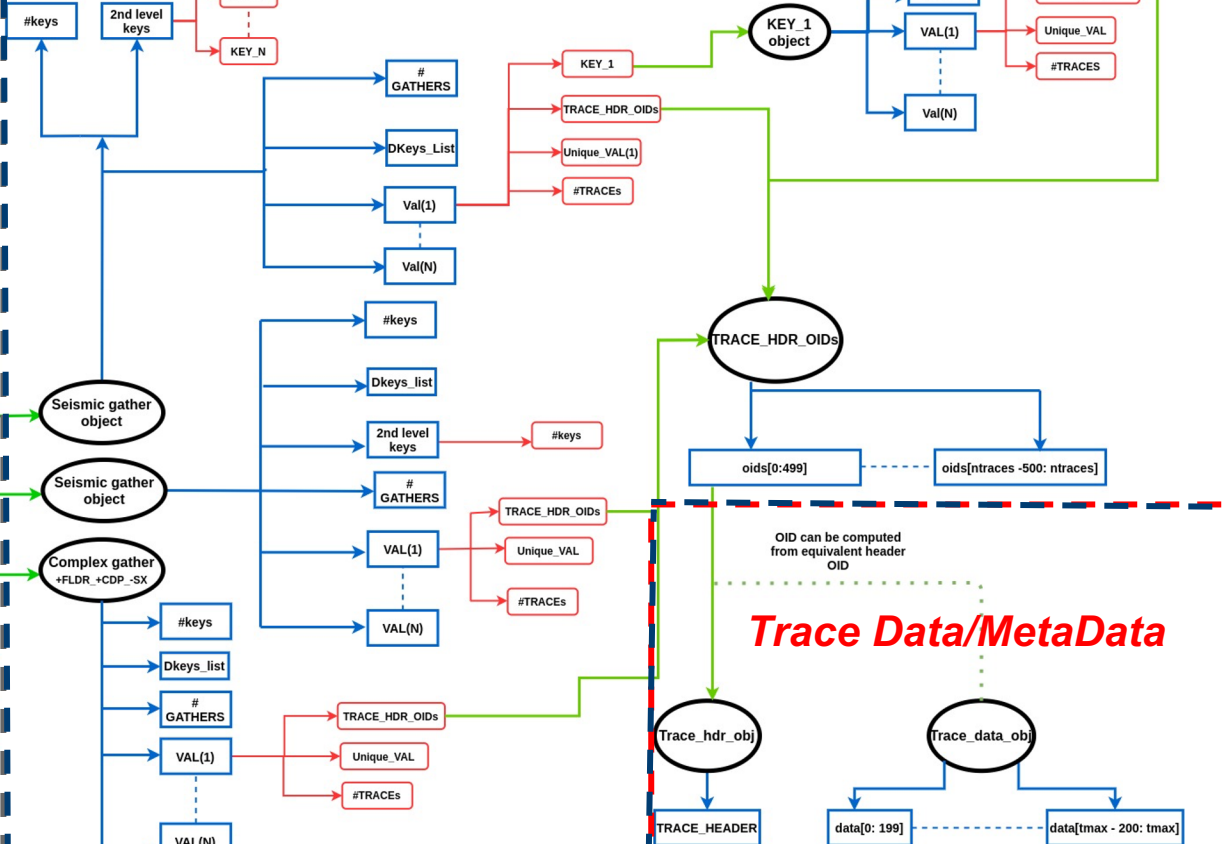 #keys
2nd level
keys
KEY_N
#
GATHERS
DKeys_List
Val(1)
Val(N)
KEY_1
TRACE_HDR_OIDs
Unique_VAL(1)
#TRACEs
KEY_1
object
VAL(1)
Val(N)
Unique_VAL
#TRACES
TRACE_HDR_OIDs
oids[0:499]
oids[ntraces -500: ntraces]
Seismic gather
object
#keys
Dkeys_list
2nd level
keys
#keys
#
GATHERS
Seismic gather
object
VAL(1)
VAL(N)
TRACE_HDR_OIDs
Unique_VAL
#TRACEs
Complex gather
+FLDR_+CDP_-SX
#keys
Dkeys_list
#
GATHERS
VAL(1)
VAL(N)
TRACE_HDR_OIDs
Unique_VAL
#TRACEs
OID can be computed
from equivalent header
OID
Trace Data/MetaData
Trace_hdr_obj
Trace_data_obj
TRACE_HEADER
data[0: 199]
data[tmax - 200: tmax]